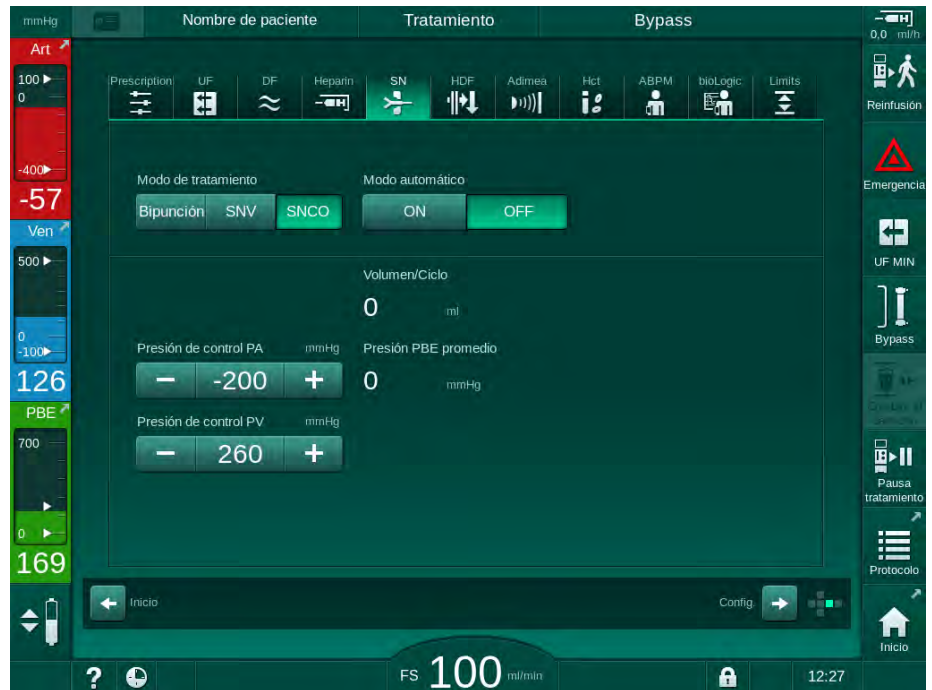 mmHg
Nombre de paciente
Tratamiento
Bypass
0,0 ml/h
Art
100
0
-400
-57
Ven
500
0
-100
126
PBE
700
0
169
Prescription
UF
DF
Heparin
SN
HDF
Adimea
Hct
ABPM
bioLogic
Limits
Modo de tratamiento
Bipunción SNV SNCO
Modo automático
ON OFF
Volumen/Ciclo
0 ml
Presión de control PA mmHg
- -200 +
Presión PBE promedio
0 mmHg
Presión de control PV mmHg
- 260 +
Inicio
Config.
Reinfusión
Emergencia
UF MIN
Bypass
Pausa
tratamiento
Protocolo
Inicio
?
FS 100 ml/min
12:27